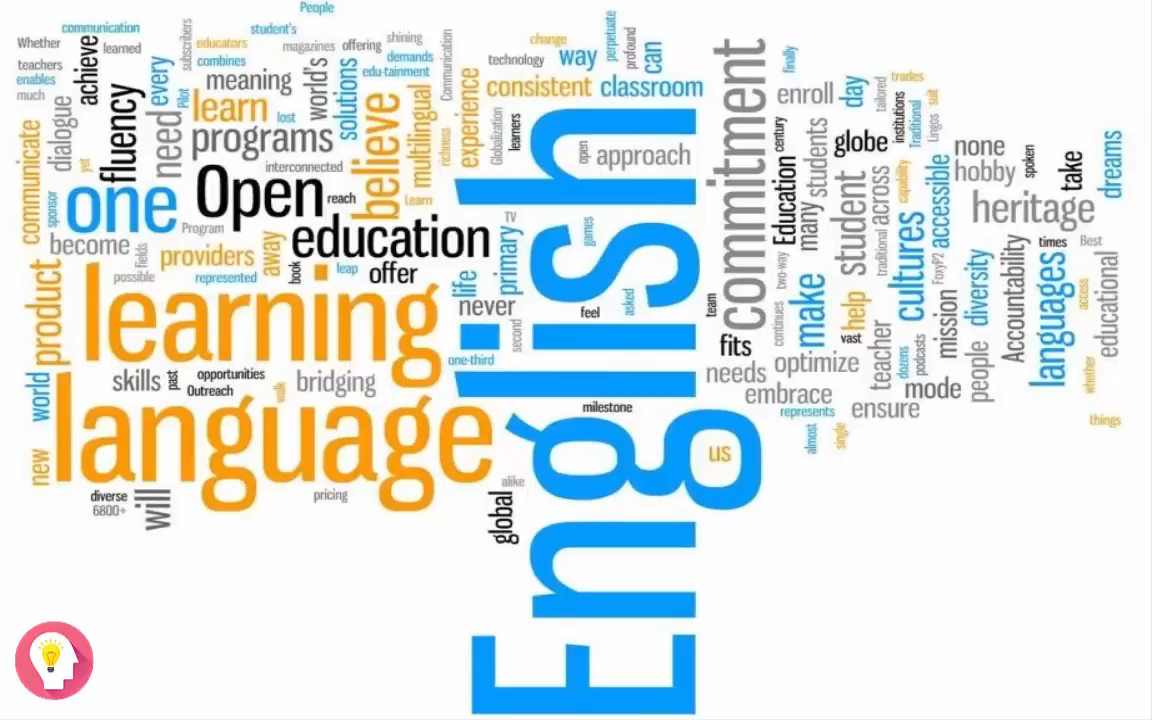 People
communication
student's
Whether
achieve
learned
subscribers
educators
magazines
offering
shining
teachers
enables
much
every
combines
meaning
world's
solutions
demands
edu-tainment
Communication
technology
change
way
perpetuate
profound
can
dialogue
yet
fluency
need
Pilot
learn
lost
programs
believe
multilingual
richness
experience
consistent
classroom
Globalization
learners
open
approach
communicate
sponsor
one
Open
interconnected
reach
Learn
become
fields
Program
providers
away
education
TV
primary
games
possible
represented
book
leap
offer
life
never
second
feel
asked
product
learning
one-third
world
skills
past
opportunities
Outreach
walk
bridging
milestone
new
language
diverse
6800+
will
pricing
alike
global
English
us
commitment
team
fits
needs
finally
enroll
day
tailored
trades
century
Education
many
students
globe
institutions
Traditional
suit
Lingos
none
hobby
spoken
take
dreams
two-way
student
traditional
across
capability
cultures
accessible
FoxyP2
heritage
times
Best
continues
make
help
vast
mission
diversity
Accountability
languages
access
educational
optimize
teacher
dozens
podcasts
people
whether
embrace
mode
represents
ensure
almost
single
things